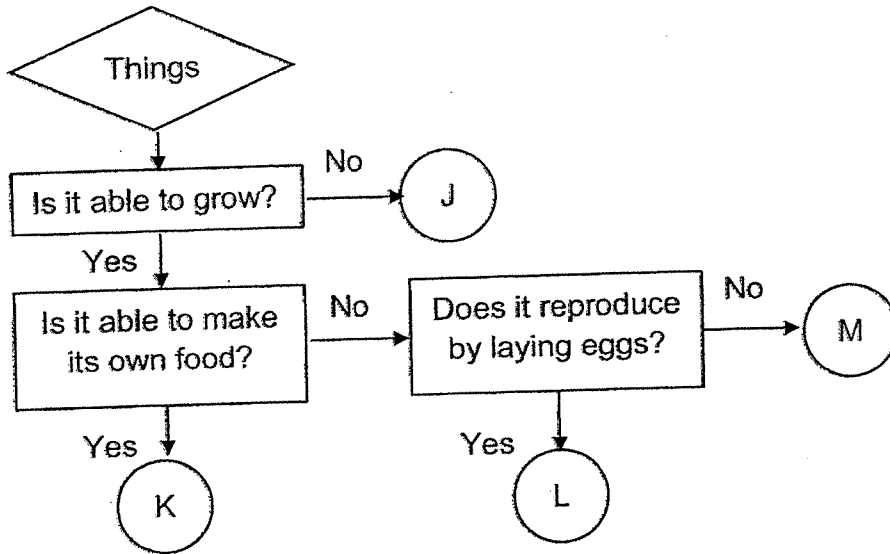 Things
No
Is it able to grow?
J
Yes
Is it able to make
its own food?
No
Does it reproduce
by laying eggs?
No
M
Yes
K
Yes
L